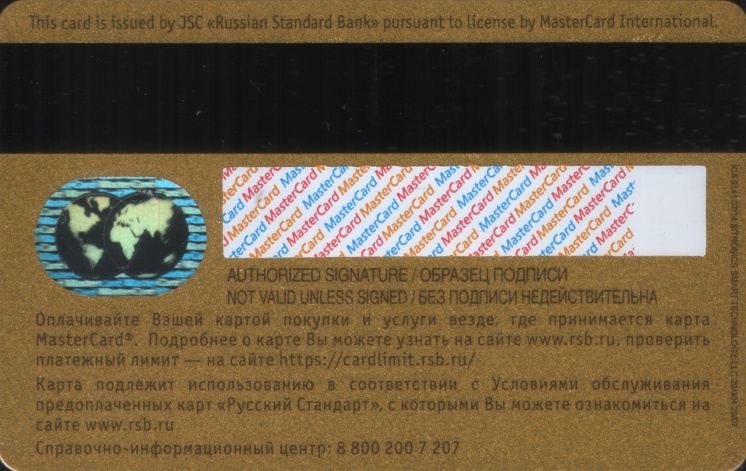 This card is issued by JSC «Russian Standard Bank» pursuant to license by MasterCard International.
AUTHORIZED SIGNATURE / ОБРАЗЕЦ ПОДПИСИ
NOT VALID UNLESS SIGNED / БЕЗ ПОДПИСИ НЕДЕЙСТВИТЕЛЬНА
Оплачивайте Вашей картой покупки и услуги везде, где принимается карта
MasterCard®. Подробнее о карте Вы можете узнать на сайте www.rsb.ru, проверить
платежный лимит — на сайте https://cardlimit.rsb.ru/
Карта подлежит использованию в соответствии с Условиями обслуживания
предоплаченных карт «Русский Стандарт», с которыми Вы можете ознакомиться на
сайте www.rsb.ru
Справочно-информационный центр: 8 800 200 7 207